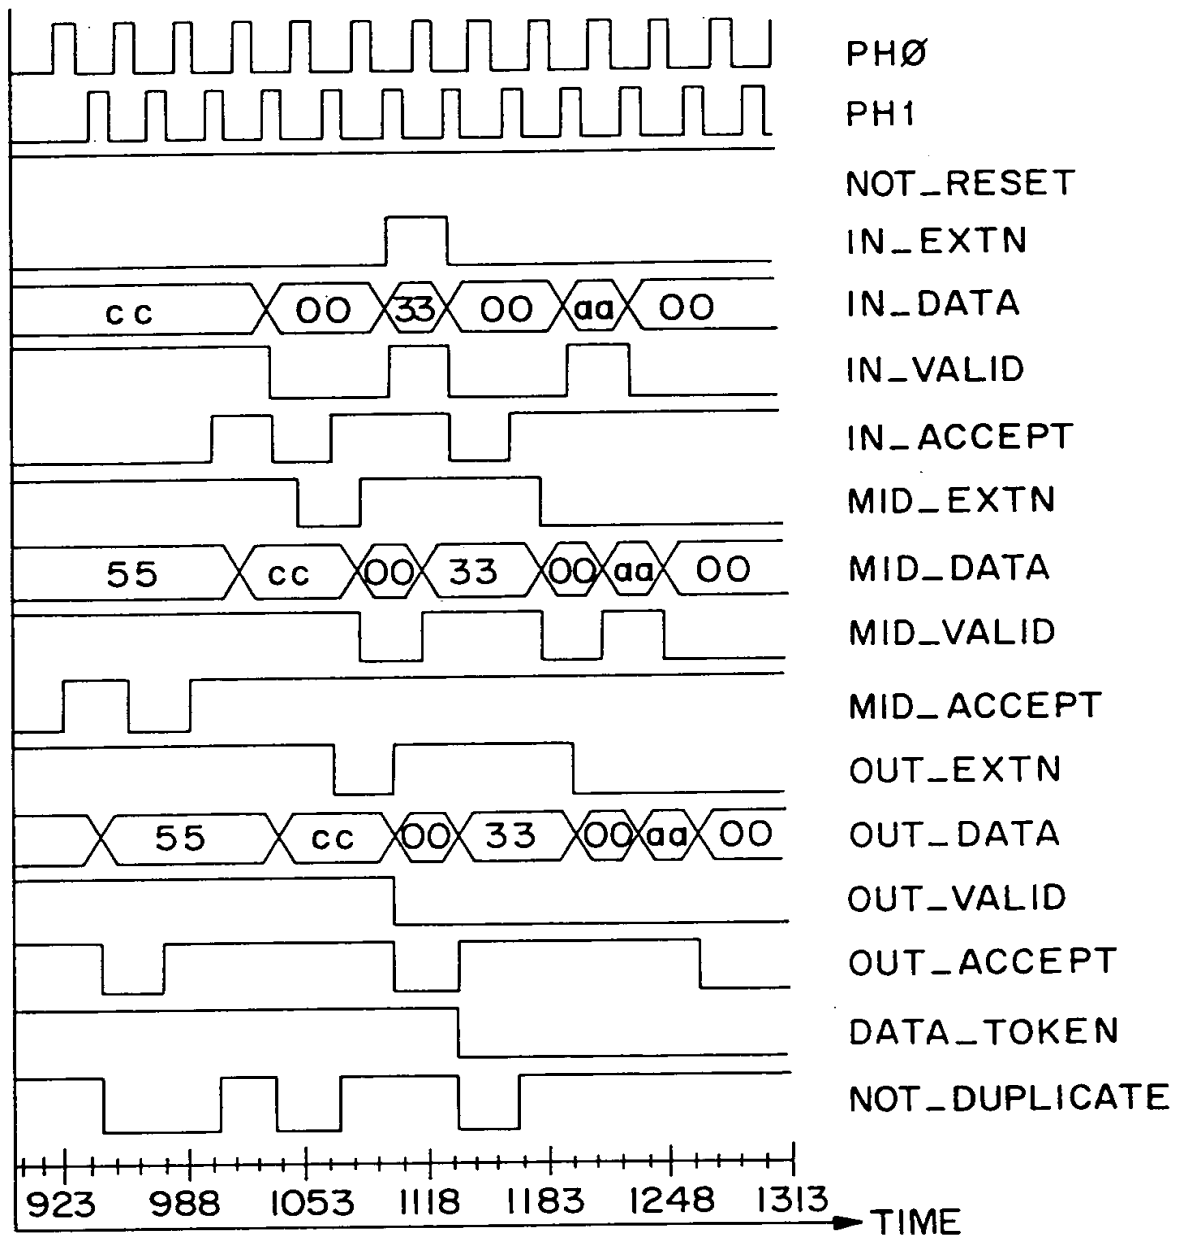 PHØ
PH1
NOT_RESET
IN_EXTN
cc 00 33 00 aa 00 IN_DATA
IN_VALID
IN_ACCEPT
MID_EXTN
55 cc 00 33 00 aa 00 MID_DATA
MID_VALID
MID_ACCEPT
OUT_EXTN
55 cc 00 33 00 aa 00 OUT_DATA
OUT_VALID
OUT_ACCEPT
DATA_TOKEN
NOT_DUPLICATE
923 988 1053 1118 1183 1248 1313
TIME